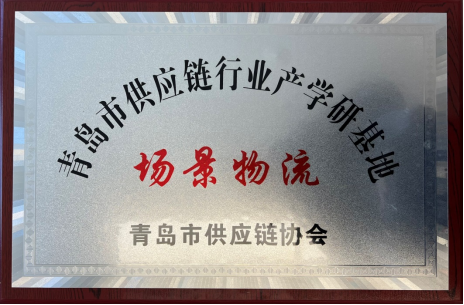 青岛市供应链行业产学研基地
场景物流
青岛市供应链协会